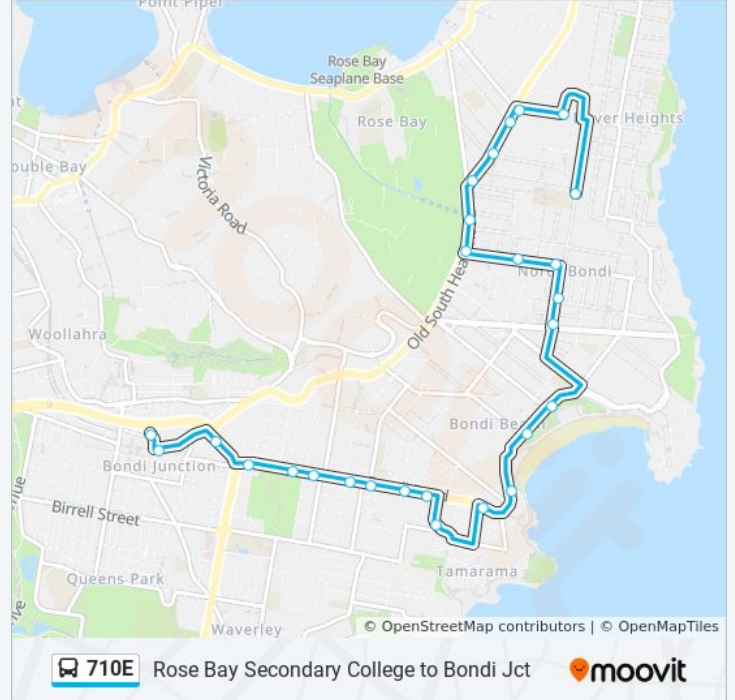 Point Piper
Rose Bay
Seaplane Base
Rose Bay
ver Heights
ouble Bay
Victoria Road
North Bondi
Old South Hea
Woollahra
Bondi Beach
Bondi Junction
Birrell Street
Queens Park
Tamarama
Waverley
© OpenStreetMap contributors | © OpenMapTiles
710E Rose Bay Secondary College to Bondi Jct
moovit